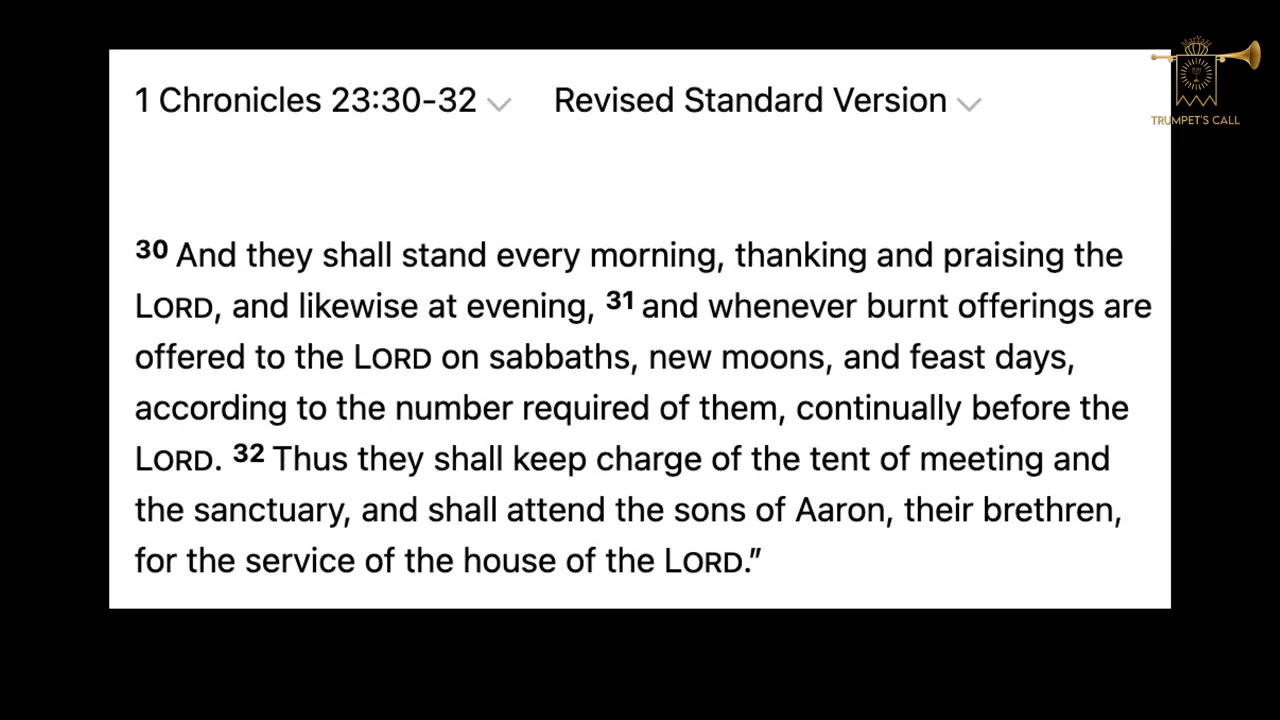 1 Chronicles 23:30-32 Revised Standard Version
30 And they shall stand every morning, thanking and praising the
LORD, and likewise at evening, 31 and whenever burnt offerings are
offered to the LORD on sabbaths, new moons, and feast days,
according to the number required of them, continually before the
LORD. 32 Thus they shall keep charge of the tent of meeting and
the sanctuary, and shall attend the sons of Aaron, their brethren,
for the service of the house of the LORD.”
TRUMPET'S CALL